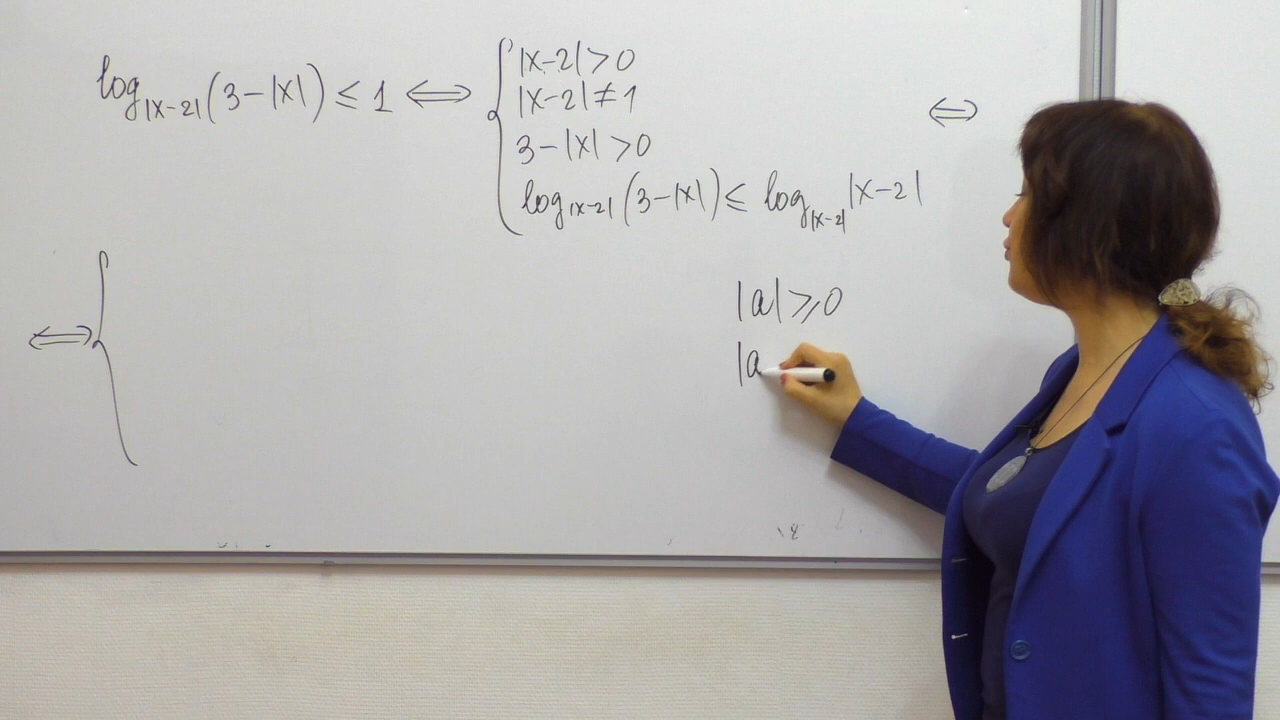 log_{|x-2|}(3-|x|) ≤ 1 ⟺
|x-2| > 0
|x-2| ≠ 1
3-|x| > 0
log_{|x-2|}(3-|x|) ≤ log_{|x-2|}|x-2|
⟺
⟺ {
|a| ⩾ 0
|a